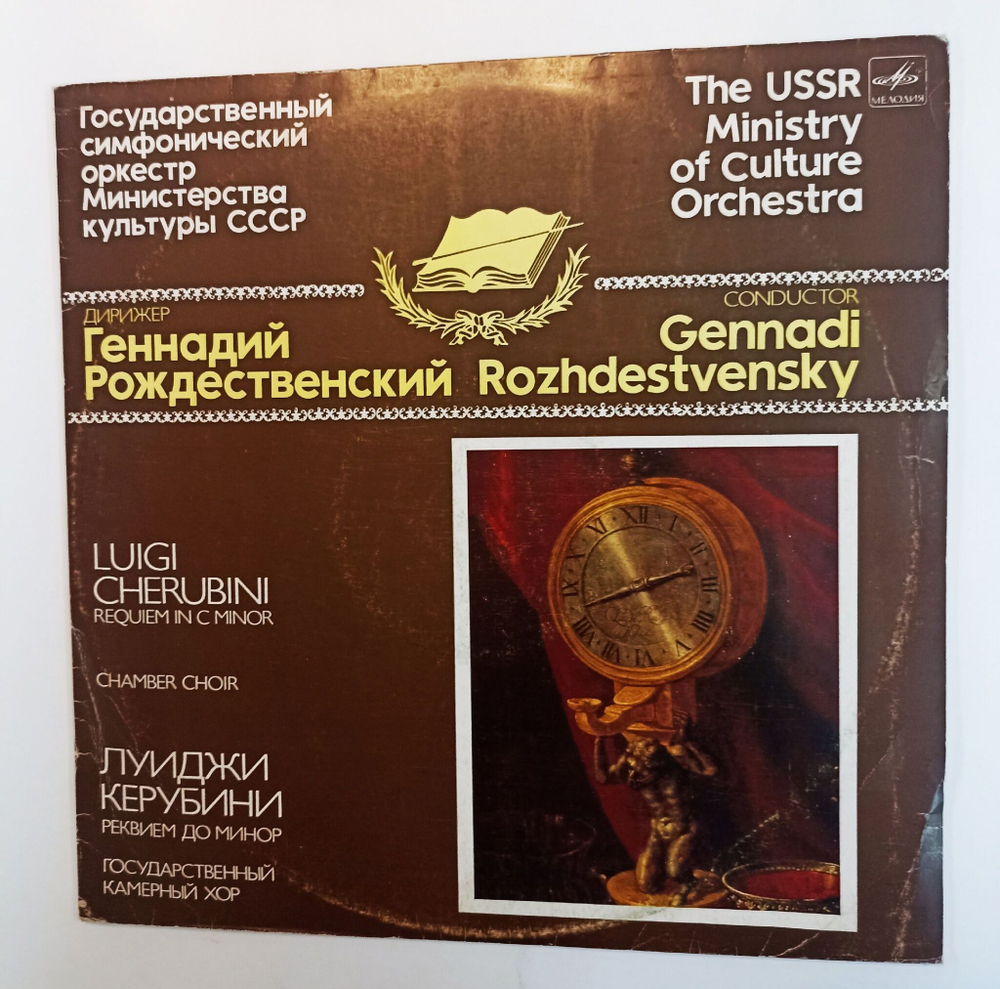 Государственный
симфонический
оркестр
Министерства
культуры СССР
The USSR
Ministry
of Culture
Orchestra
МЕЛОДИЯ
ДИРИЖЕР
Геннадий
Рождественский
CONDUCTOR
Gennadi
Rozhdestvensky
LUIGI
CHERUBINI
REQUIEM IN C MINOR
CHAMBER CHOIR
ЛУИДЖИ
КЕРУБИНИ
РЕКВИЕМ ДО МИНОР
ГОСУДАРСТВЕННЫЙ
КАМЕРНЫЙ ХОР
XII
I
II
III
IIII
V
VI
VII
VIII
IX
X
XI